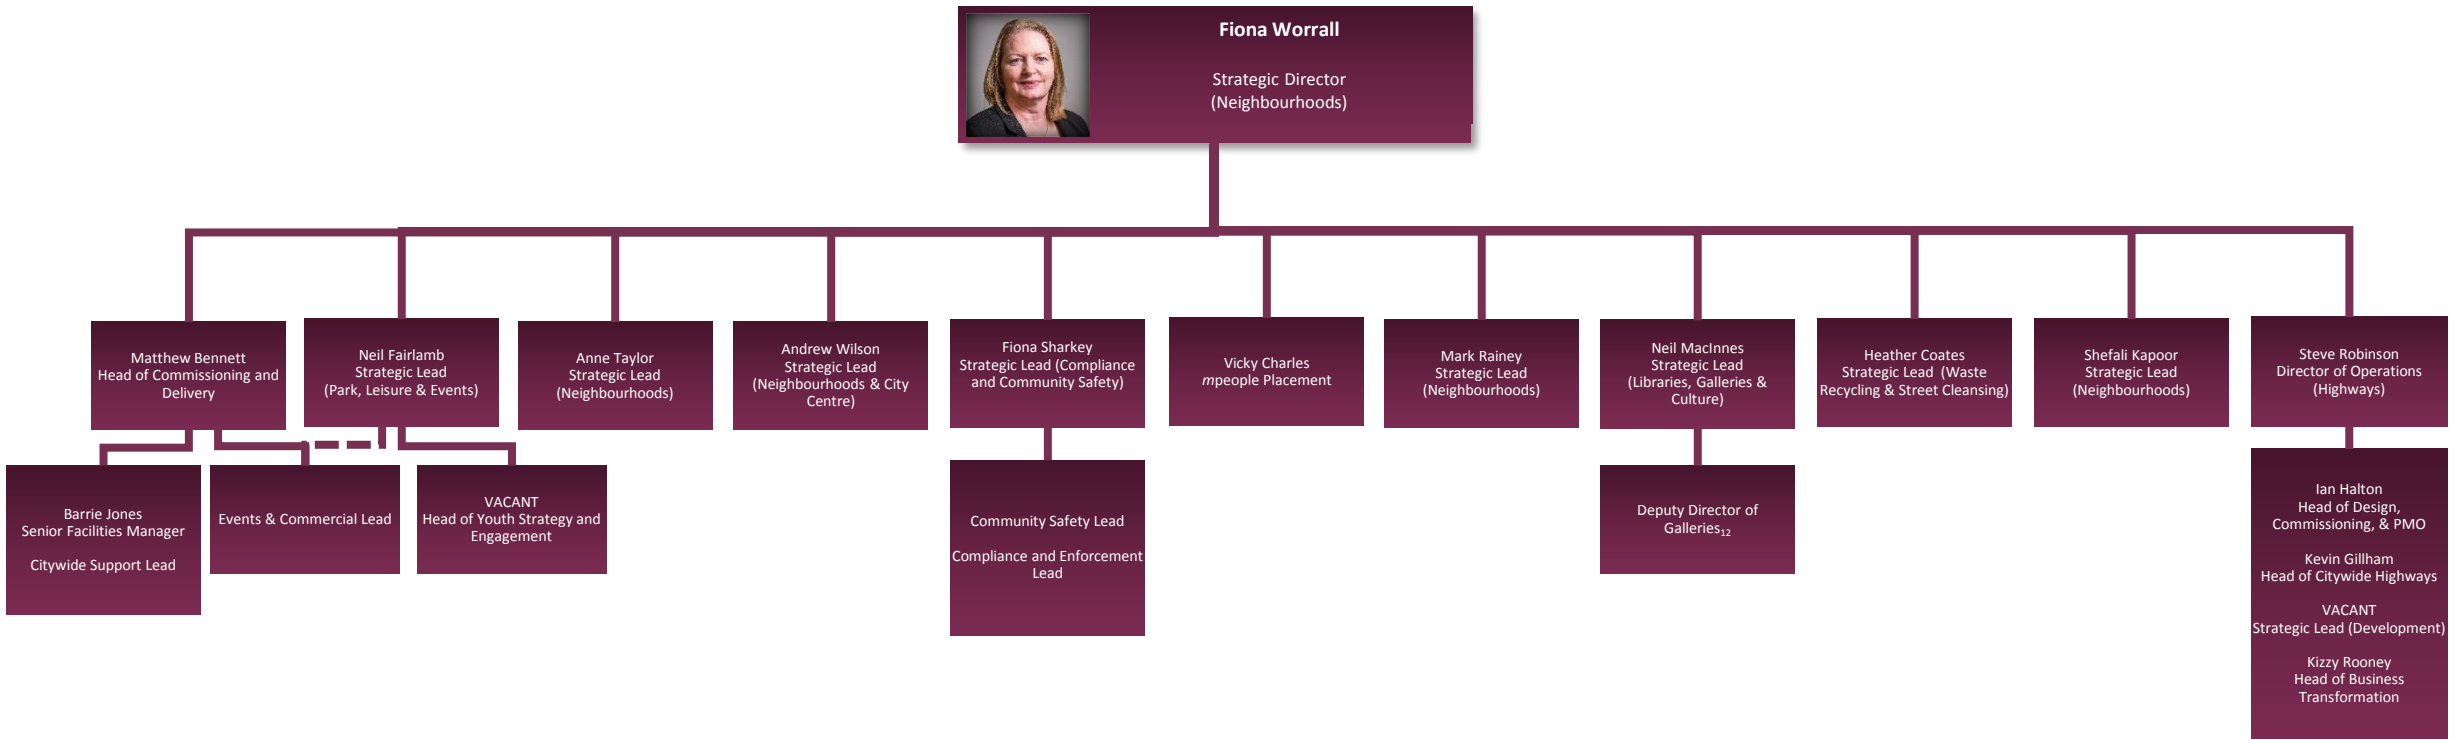 Fiona Worrall
Strategic Director
(Neighbourhoods)
Matthew Bennett
Head of Commissioning and
Delivery
Neil Fairlamb
Strategic Lead
(Park, Leisure & Events)
Anne Taylor
Strategic Lead
(Neighbourhoods)
Andrew Wilson
Strategic Lead
(Neighbourhoods & City
Centre)
Fiona Sharkey
Strategic Lead (Compliance
and Community Safety)
Vicky Charles
mpeople Placement
Mark Rainey
Strategic Lead
(Neighbourhoods)
Neil MacInnes
Strategic Lead
(Libraries, Galleries &
Culture)
Heather Coates
Strategic Lead (Waste
Recycling & Street Cleansing)
Shefali Kapoor
Strategic Lead
(Neighbourhoods)
Steve Robinson
Director of Operations
(Highways)
Barrie Jones
Senior Facilities Manager
Citywide Support Lead
Events & Commercial Lead
VACANT
Head of Youth Strategy and
Engagement
Community Safety Lead
Compliance and Enforcement
Lead
Deputy Director of
Galleries12
Ian Halton
Head of Design,
Commissioning, & PMO
Kevin Gillham
Head of Citywide Highways
VACANT
Strategic Lead (Development)
Kizzy Rooney
Head of Business
Transformation